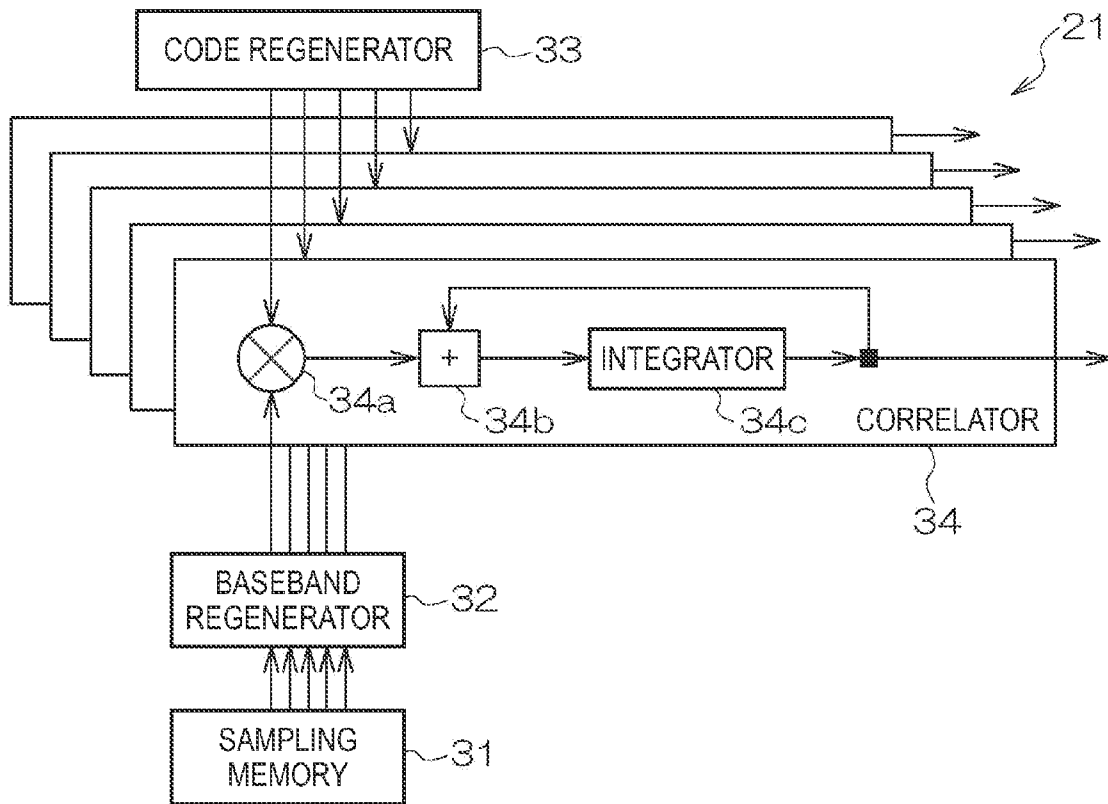 CODE REGENERATOR
33
21
+
INTEGRATOR
34a
34b
34c
CORRELATOR
34
BASEBAND
REGENERATOR
32
SAMPLING
MEMORY
31